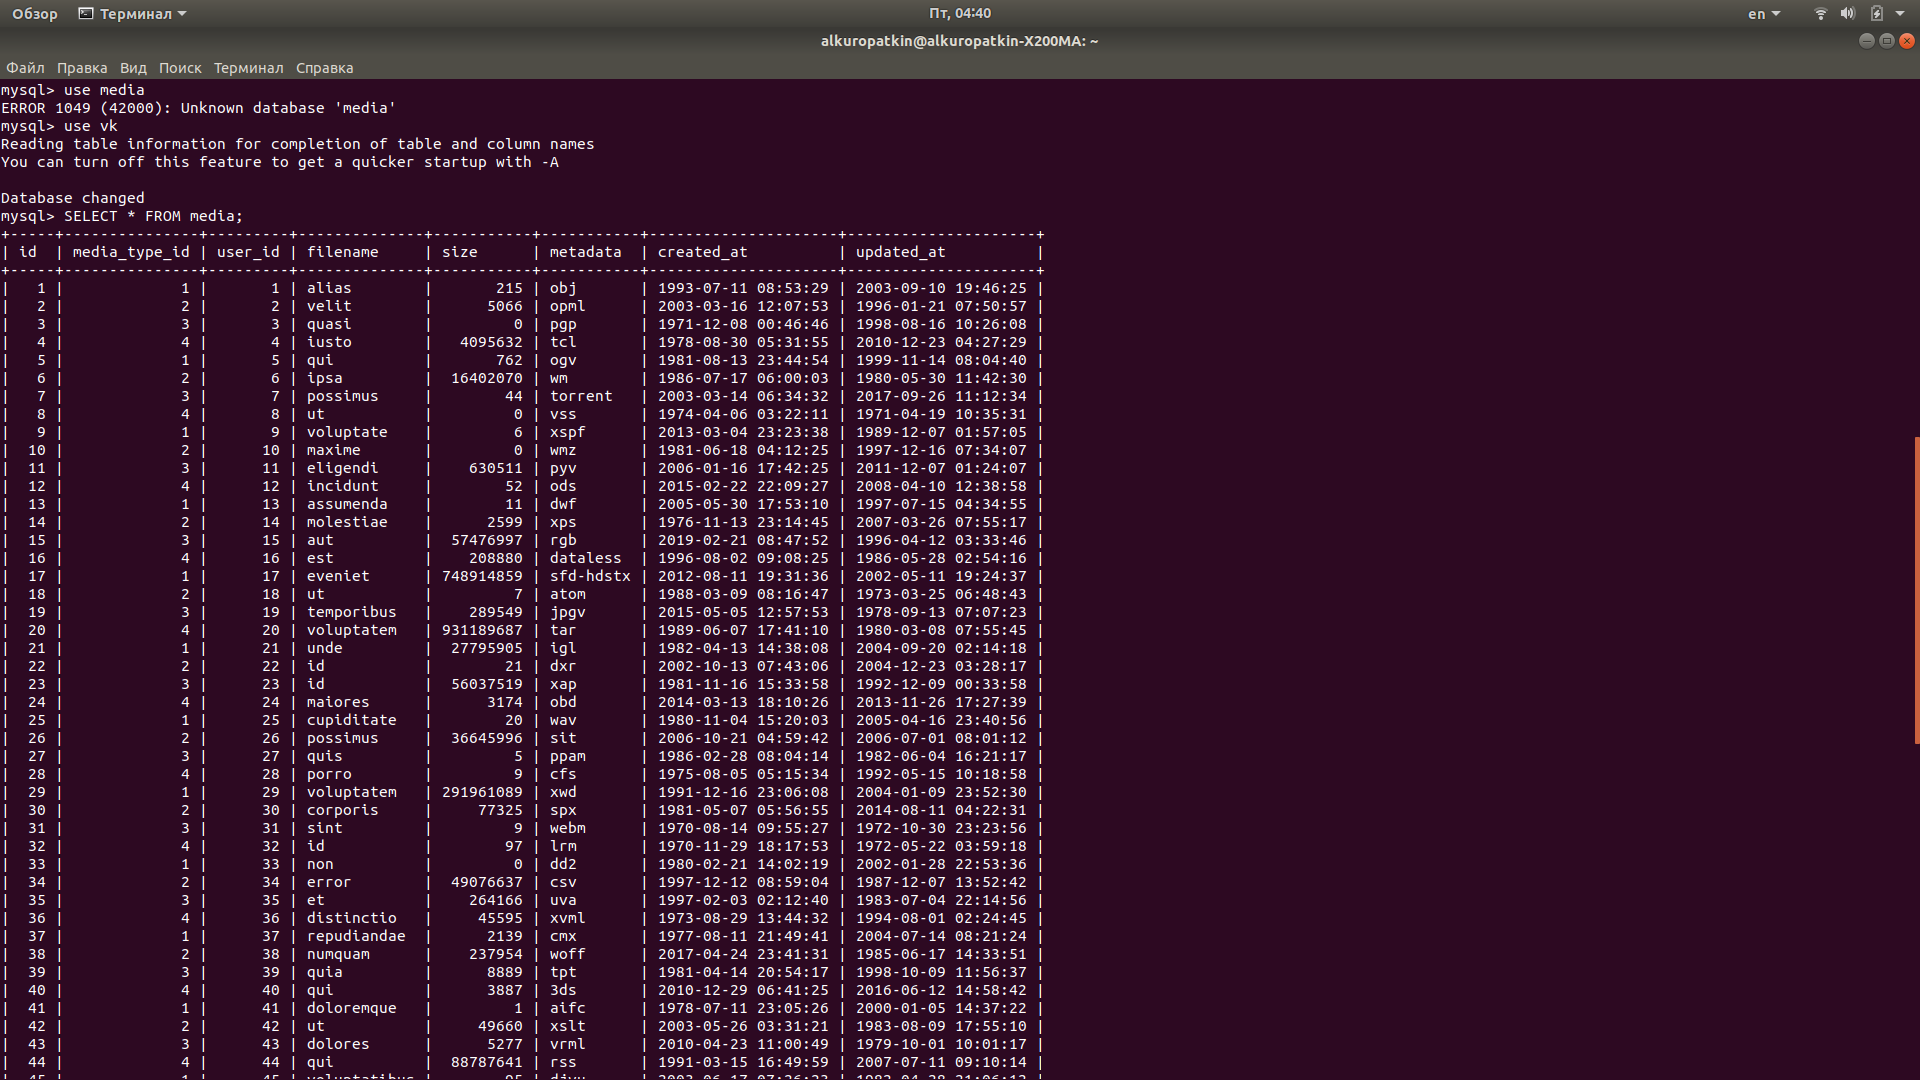 Обзор Терминал Пт, 04:40 en
alkuropatkin@alkuropatkin-X200MA: ~
Файл Правка Вид Поиск Терминал Справка
mysql> use media
ERROR 1049 (42000): Unknown database 'media'
mysql> use vk
Reading table information for completion of table and column names
You can turn off this feature to get a quicker startup with -A
Database changed
mysql> SELECT * FROM media;
+-----+---------------+---------+--------------+-----------+-----------+---------------------+---------------------+
| id  | media_type_id | user_id | filename     | size      | metadata  | created_at          | updated_at          |
+-----+---------------+---------+--------------+-----------+-----------+---------------------+---------------------+
|   1 |             1 |       1 | alias        |       215 | obj       | 1993-07-11 08:53:29 | 2003-09-10 19:46:25 |
|   2 |             2 |       2 | velit        |      5066 | opml      | 2003-03-16 12:07:53 | 1996-01-21 07:50:57 |
|   3 |             3 |       3 | quasi        |         0 | pgp       | 1971-12-08 00:46:46 | 1998-08-16 10:26:08 |
|   4 |             4 |       4 | iusto        |   4095632 | tcl       | 1978-08-30 05:31:55 | 2010-12-23 04:27:29 |
|   5 |             1 |       5 | qui          |       762 | ogv       | 1981-08-13 23:44:54 | 1999-11-14 08:04:40 |
|   6 |             2 |       6 | ipsa         |  16402070 | wm        | 1986-07-17 06:00:03 | 1980-05-30 11:42:30 |
|   7 |             3 |       7 | possimus     |        44 | torrent   | 2003-03-14 06:34:32 | 2017-09-26 11:12:34 |
|   8 |             4 |       8 | ut           |         0 | vss       | 1974-04-06 03:22:11 | 1971-04-19 10:35:31 |
|   9 |             1 |       9 | voluptate    |         6 | xspf      | 2013-03-04 23:23:38 | 1989-12-07 01:57:05 |
|  10 |             2 |      10 | maxime       |         0 | wmz       | 1981-06-18 04:12:25 | 1997-12-16 07:34:07 |
|  11 |             3 |      11 | eligendi     |    630511 | pyv       | 2006-01-16 17:42:25 | 2011-12-07 01:24:07 |
|  12 |             4 |      12 | incidunt     |        52 | ods       | 2015-02-22 22:09:27 | 2008-04-10 12:38:58 |
|  13 |             1 |      13 | assumenda    |        11 | dwf       | 2005-05-30 17:53:10 | 1997-07-15 04:34:55 |
|  14 |             2 |      14 | molestiae    |      2599 | xps       | 1976-11-13 23:14:45 | 2007-03-26 07:55:17 |
|  15 |             3 |      15 | aut          |  57476997 | rgb       | 2019-02-21 08:47:52 | 1996-04-12 03:33:46 |
|  16 |             4 |      16 | est          |    208880 | dataless  | 1996-08-02 09:08:25 | 1986-05-28 02:54:16 |
|  17 |             1 |      17 | eveniet      | 748914859 | sfd-hdstx | 2012-08-11 19:31:36 | 2002-05-11 19:24:37 |
|  18 |             2 |      18 | ut           |         7 | atom      | 1988-03-09 08:16:47 | 1973-03-25 06:48:43 |
|  19 |             3 |      19 | temporibus   |    289549 | jpgv      | 2015-05-05 12:57:53 | 1978-09-13 07:07:23 |
|  20 |             4 |      20 | voluptatem   | 931189687 | tar       | 1989-06-07 17:41:10 | 1980-03-08 07:55:45 |
|  21 |             1 |      21 | unde         |  27795905 | igl       | 1982-04-13 14:38:08 | 2004-09-20 02:14:18 |
|  22 |             2 |      22 | id           |        21 | dxr       | 2002-10-13 07:43:06 | 2004-12-23 03:28:17 |
|  23 |             3 |      23 | id           |  56037519 | xap       | 1981-11-16 15:33:58 | 1992-12-09 00:33:58 |
|  24 |             4 |      24 | maiores      |      3174 | obd       | 2014-03-13 18:10:26 | 2013-11-26 17:27:39 |
|  25 |             1 |      25 | cupiditate   |        20 | wav       | 1980-11-04 15:20:03 | 2005-04-16 23:40:56 |
|  26 |             2 |      26 | possimus     |  36645996 | sit       | 2006-10-21 04:59:42 | 2006-07-01 08:01:12 |
|  27 |             3 |      27 | quis         |         5 | ppam      | 1986-02-28 08:04:14 | 1982-06-04 16:21:17 |
|  28 |             4 |      28 | porro        |         9 | cfs       | 1975-08-05 05:15:34 | 1992-05-15 10:18:58 |
|  29 |             1 |      29 | voluptatem   | 291961089 | xwd       | 1991-12-16 23:06:08 | 2004-01-09 23:52:30 |
|  30 |             2 |      30 | corporis     |     77325 | spx       | 1981-05-07 05:56:55 | 2014-08-11 04:22:31 |
|  31 |             3 |      31 | sint         |         9 | webm      | 1970-08-14 09:55:27 | 1972-10-30 23:23:56 |
|  32 |             4 |      32 | id           |        97 | lrm       | 1970-11-29 18:17:53 | 1972-05-22 03:59:18 |
|  33 |             1 |      33 | non          |         0 | dd2       | 1980-02-21 14:02:19 | 2002-01-28 22:53:36 |
|  34 |             2 |      34 | error        |  49076637 | csv       | 1997-12-12 08:59:04 | 1987-12-07 13:52:42 |
|  35 |             3 |      35 | et           |    264166 | uva       | 1997-02-03 02:12:40 | 1983-07-04 22:14:56 |
|  36 |             4 |      36 | distinctio   |     45595 | xvml      | 1973-08-29 13:44:32 | 1994-08-01 02:24:45 |
|  37 |             1 |      37 | repudiandae  |      2139 | cmx       | 1977-08-11 21:49:41 | 2004-07-14 08:21:24 |
|  38 |             2 |      38 | numquam      |    237954 | woff      | 2017-04-24 23:41:31 | 1985-06-17 14:33:51 |
|  39 |             3 |      39 | quia         |      8889 | tpt       | 1981-04-14 20:54:17 | 1998-10-09 11:56:37 |
|  40 |             4 |      40 | qui          |      3887 | 3ds       | 2010-12-29 06:41:25 | 2016-06-12 14:58:42 |
|  41 |             1 |      41 | doloremque   |         1 | aifc      | 1978-07-11 23:05:26 | 2000-01-05 14:37:22 |
|  42 |             2 |      42 | ut           |     49660 | xslt      | 2003-05-26 03:31:21 | 1983-08-09 17:55:10 |
|  43 |             3 |      43 | dolores      |      5277 | vrml      | 2010-04-23 11:00:49 | 1979-10-01 10:01:17 |
|  44 |             4 |      44 | qui          |  88787641 | rss       | 1991-03-15 16:49:59 | 2007-07-11 09:10:14 |